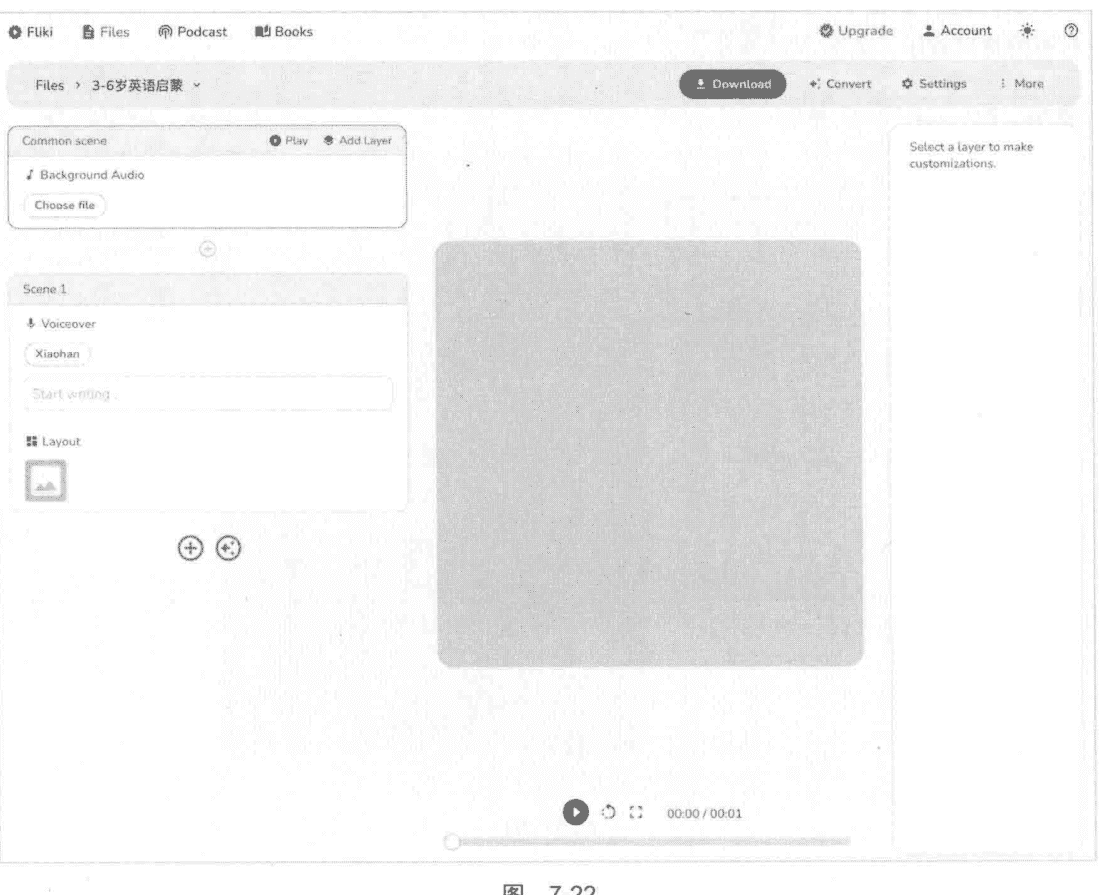 Fliki Files Podcast Books Upgrade Account
Files > 3-6岁英语启蒙 Download Convert Settings More
Common scene Play Add Layer
Background Audio
Choose file
Select a layer to make
customizations.
Scene 1
Voiceover
Xiaohan
Start writing
Layout
00:00 / 00:01
图 7.22